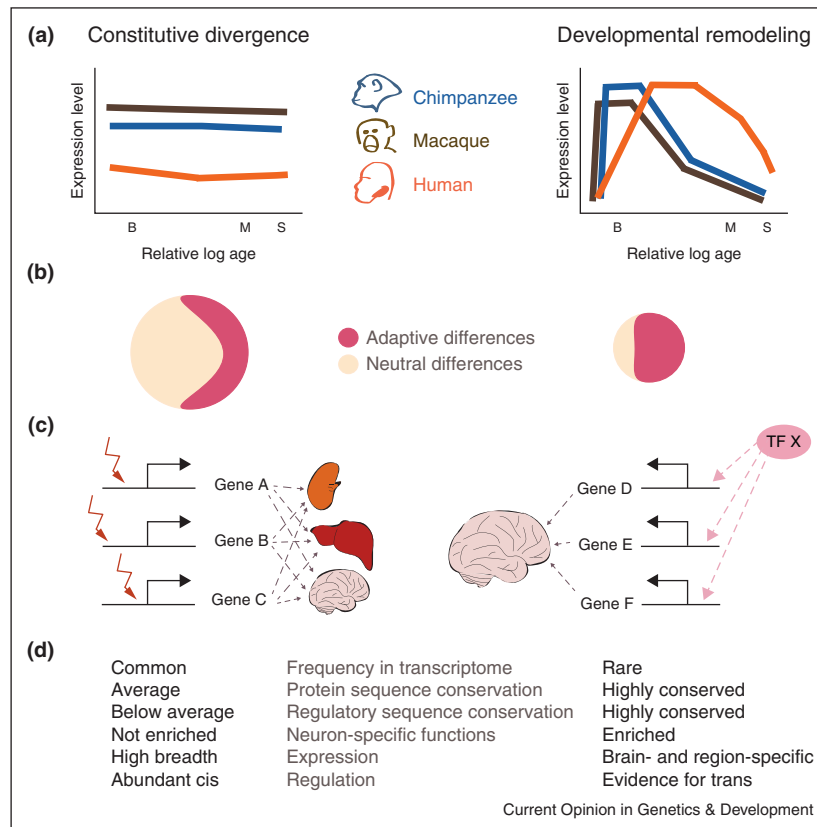 (a) Constitutive divergence Developmental remodeling
Expression level
B M S
Relative log age
Chimpanzee
Macaque
Human
Expression level
B M S
Relative log age
(b)
Adaptive differences
Neutral differences
(c)
TF X
Gene A
Gene B
Gene C
Gene D
Gene E
Gene F
(d)
Common Frequency in transcriptome Rare
Average Protein sequence conservation Highly conserved
Below average Regulatory sequence conservation Highly conserved
Not enriched Neuron-specific functions Enriched
High breadth Expression Brain- and region-specific
Abundant cis Regulation Evidence for trans
Current Opinion in Genetics & Development